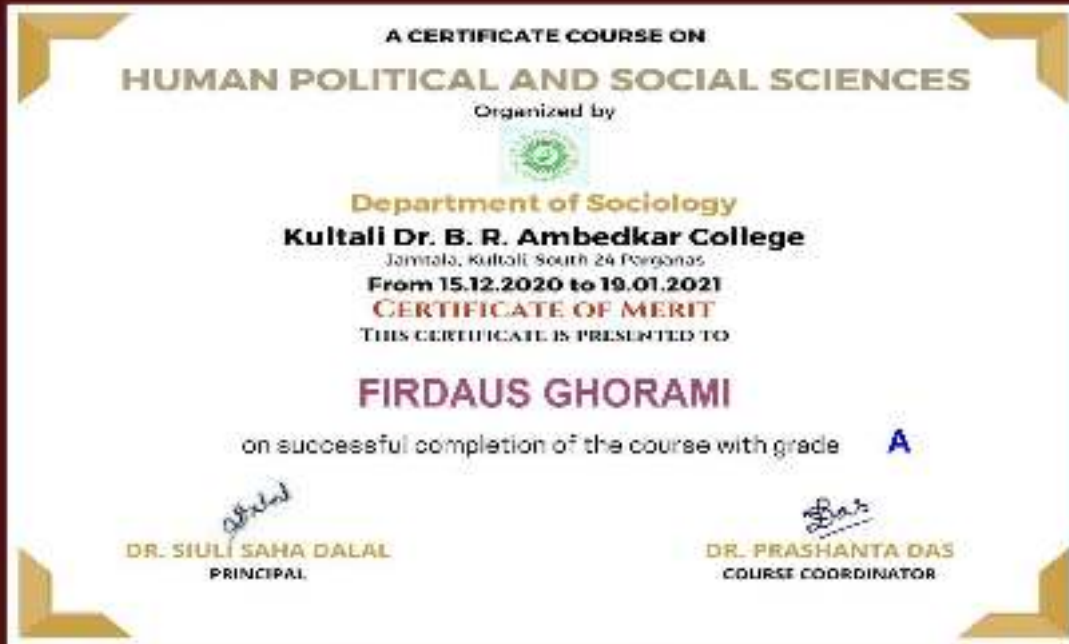 A CERTIFICATE COURSE ON
HUMAN POLITICAL AND SOCIAL SCIENCES
Organized by
Department of Sociology
Kultali Dr. B. R. Ambedkar College
Jamtala, Kultali, South 24 Parganas
From 15.12.2020 to 19.01.2021
CERTIFICATE OF MERIT
THIS CERTIFICATE IS PRESENTED TO
FIRDAUS GHORAMI
on successful completion of the course with grade A
DR. SIULI SAHA DALAL
PRINCIPAL
DR. PRASHANTA DAS
COURSE COORDINATOR